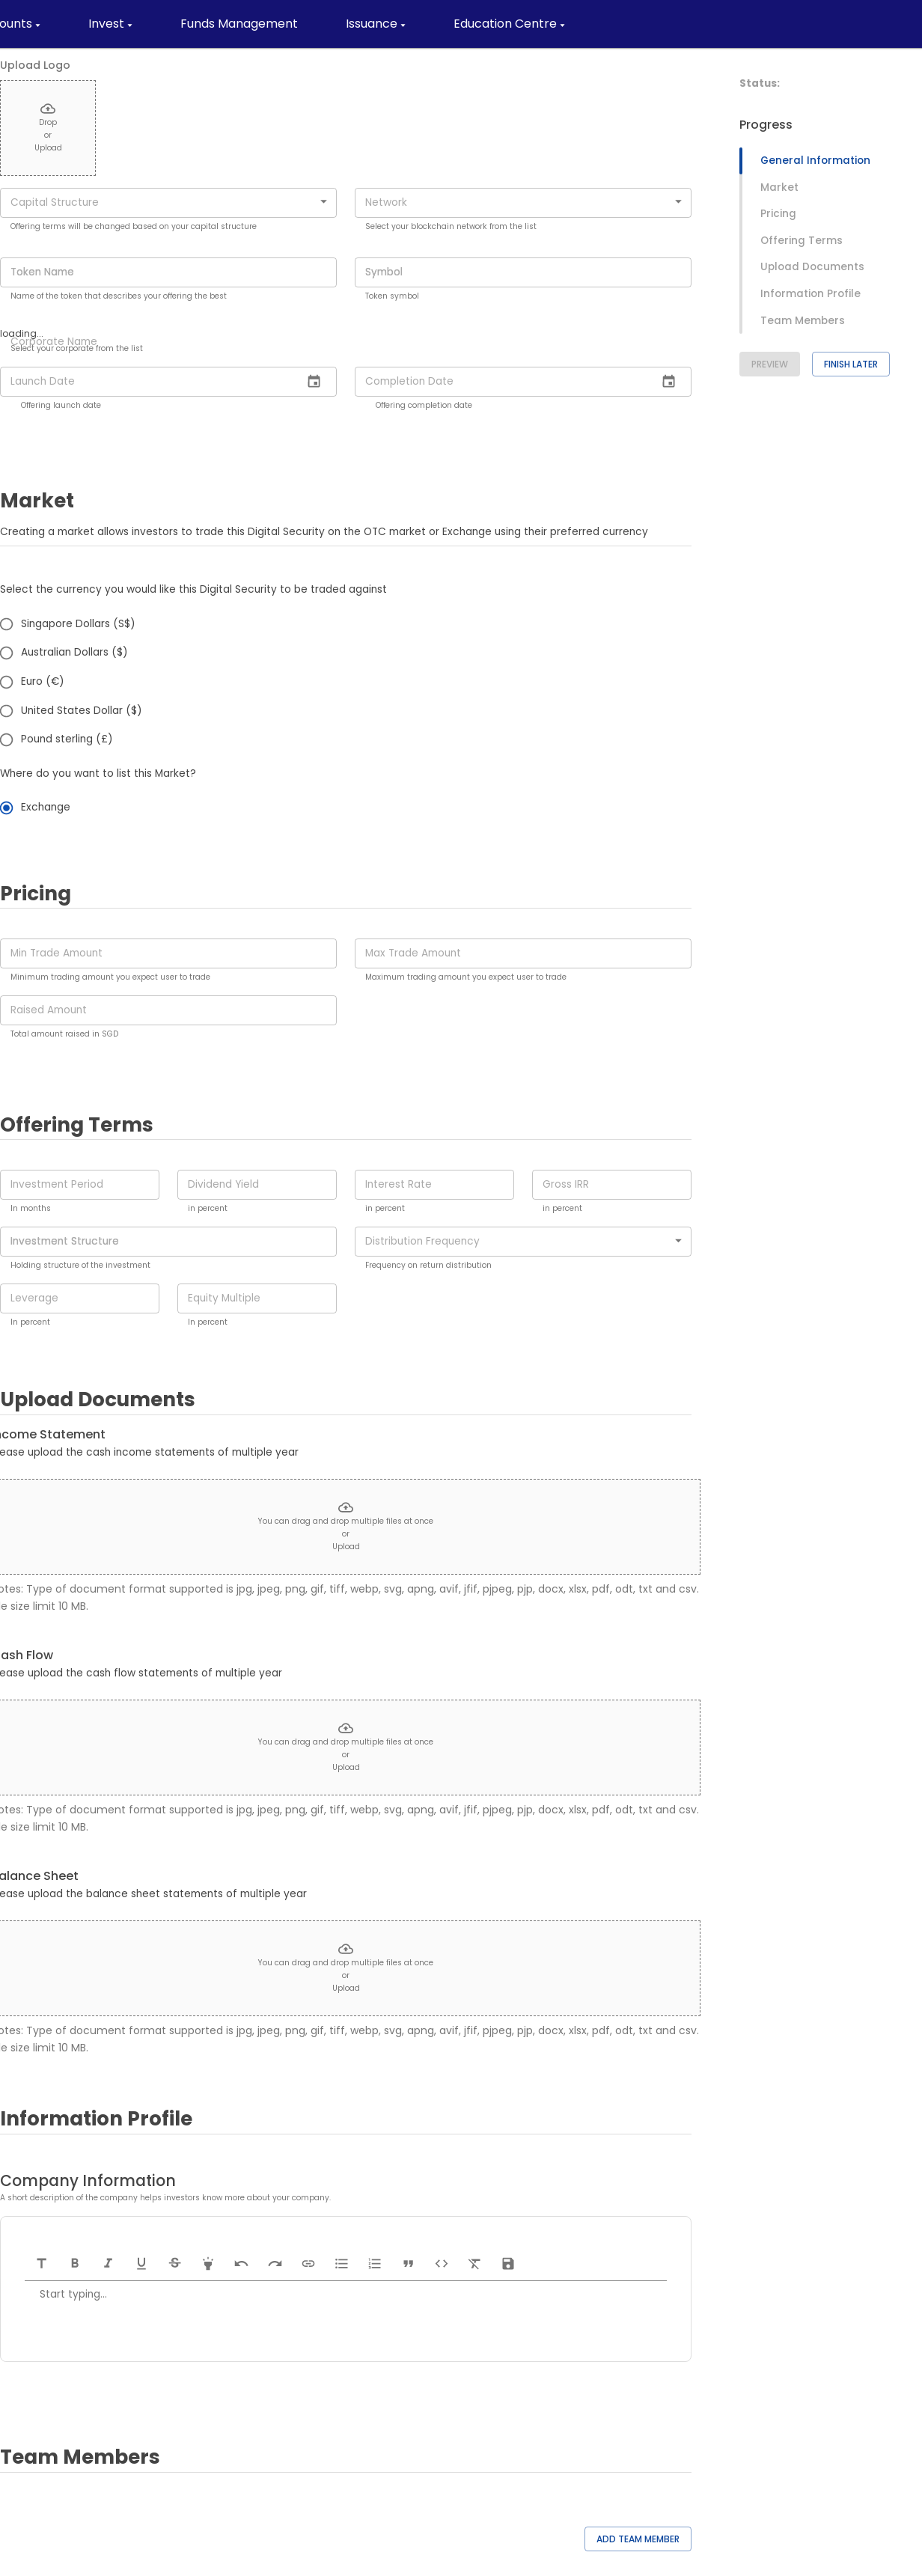 ounts
Invest
Funds Management
Issuance
Education Centre
Upload Logo
Drop
or
Upload
Status:
Progress
General Information
Market
Pricing
Offering Terms
Upload Documents
Information Profile
Team Members
PREVIEW
FINISH LATER
Capital Structure
Network
Offering terms will be changed based on your capital structure
Select your blockchain network from the list
Token Name
Symbol
Name of the token that describes your offering the best
Token symbol
loading...
Corporate Name
Select your corporate from the list
Launch Date
Completion Date
Offering launch date
Offering completion date
Market
Creating a market allows investors to trade this Digital Security on the OTC market or Exchange using their preferred currency
Select the currency you would like this Digital Security to be traded against
Singapore Dollars (S$)
Australian Dollars ($)
Euro (€)
United States Dollar ($)
Pound sterling (£)
Where do you want to list this Market?
Exchange
Pricing
Min Trade Amount
Max Trade Amount
Minimum trading amount you expect user to trade
Maximum trading amount you expect user to trade
Raised Amount
Total amount raised in SGD
Offering Terms
Investment Period
Dividend Yield
Interest Rate
Gross IRR
In months
in percent
in percent
in percent
Investment Structure
Distribution Frequency
Holding structure of the investment
Frequency on return distribution
Leverage
Equity Multiple
In percent
In percent
Upload Documents
ncome Statement
ease upload the cash income statements of multiple year
You can drag and drop multiple files at once
or
Upload
otes: Type of document format supported is jpg, jpeg, png, gif, tiff, webp, svg, apng, avif, jfif, pjpeg, pjp, docx, xlsx, pdf, odt, txt and csv.
e size limit 10 MB.
ash Flow
ease upload the cash flow statements of multiple year
You can drag and drop multiple files at once
or
Upload
otes: Type of document format supported is jpg, jpeg, png, gif, tiff, webp, svg, apng, avif, jfif, pjpeg, pjp, docx, xlsx, pdf, odt, txt and csv.
e size limit 10 MB.
alance Sheet
ease upload the balance sheet statements of multiple year
You can drag and drop multiple files at once
or
Upload
otes: Type of document format supported is jpg, jpeg, png, gif, tiff, webp, svg, apng, avif, jfif, pjpeg, pjp, docx, xlsx, pdf, odt, txt and csv.
e size limit 10 MB.
Information Profile
Company Information
A short description of the company helps investors know more about your company.
Start typing...
Team Members
ADD TEAM MEMBER